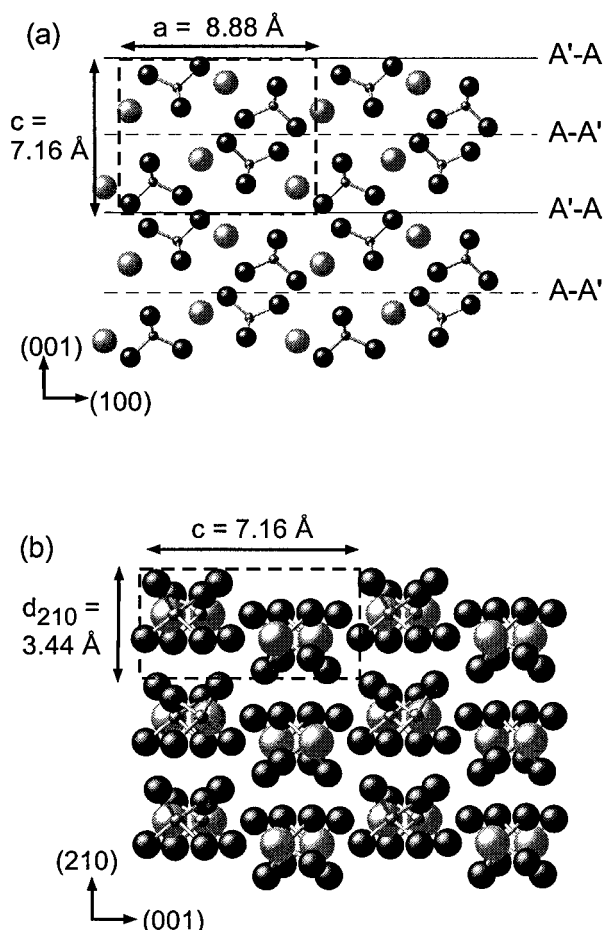 (a)
a = 8.88 Å
A'-A
c =
7.16 Å
A-A'
A'-A
A-A'
(001)
(100)
(b)
c = 7.16 Å
d210 =
3.44 Å
(210)
(001)